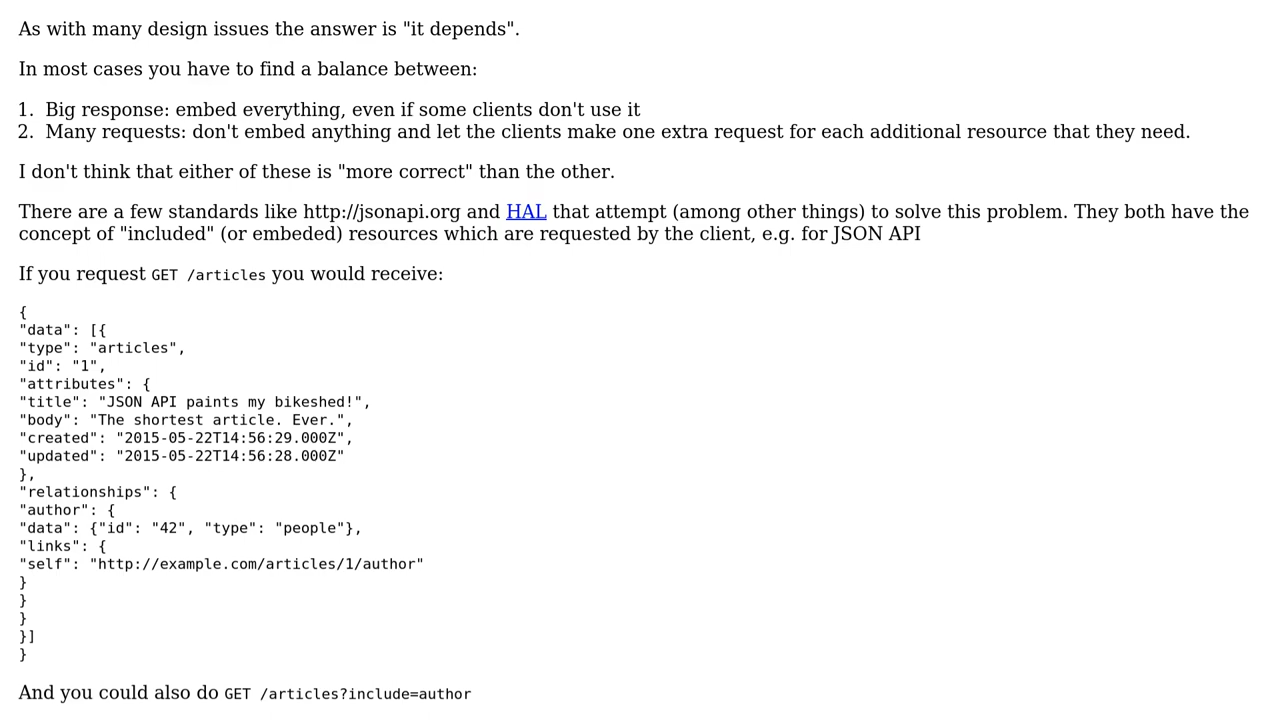 As with many design issues the answer is "it depends".
In most cases you have to find a balance between:
1. Big response: embed everything, even if some clients don't use it
2. Many requests: don't embed anything and let the clients make one extra request for each additional resource that they need.
I don't think that either of these is "more correct" than the other.
There are a few standards like http://jsonapi.org and HAL that attempt (among other things) to solve this problem. They both have the
concept of "included" (or embeded) resources which are requested by the client, e.g. for JSON API
If you request GET /articles you would receive:
{
"data": [{
"type": "articles",
"id": "1",
"attributes": {
"title": "JSON API paints my bikeshed!",
"body": "The shortest article. Ever.",
"created": "2015-05-22T14:56:29.000Z",
"updated": "2015-05-22T14:56:28.000Z"
},
"relationships": {
"author": {
"data": {"id": "42", "type": "people"},
"links": {
"self": "http://example.com/articles/1/author"
}
}
}
}]
}
And you could also do GET /articles?include=author